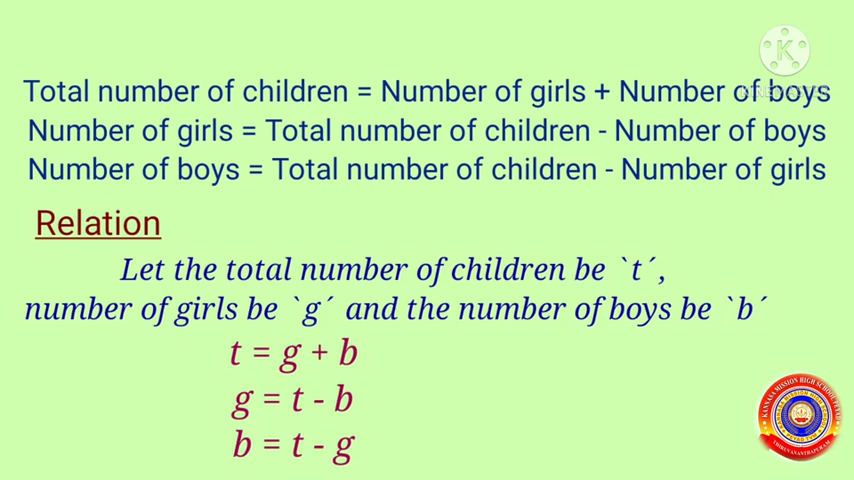 Total number of children = Number of girls + Number of boys
Number of girls = Total number of children - Number of boys
Number of boys = Total number of children - Number of girls
Relation
Let the total number of children be `t´,
number of girls be `g´ and the number of boys be `b´
t = g + b
g = t - b
b = t - g
K
KINEMASTER
THIRUVANANTHAPURAM